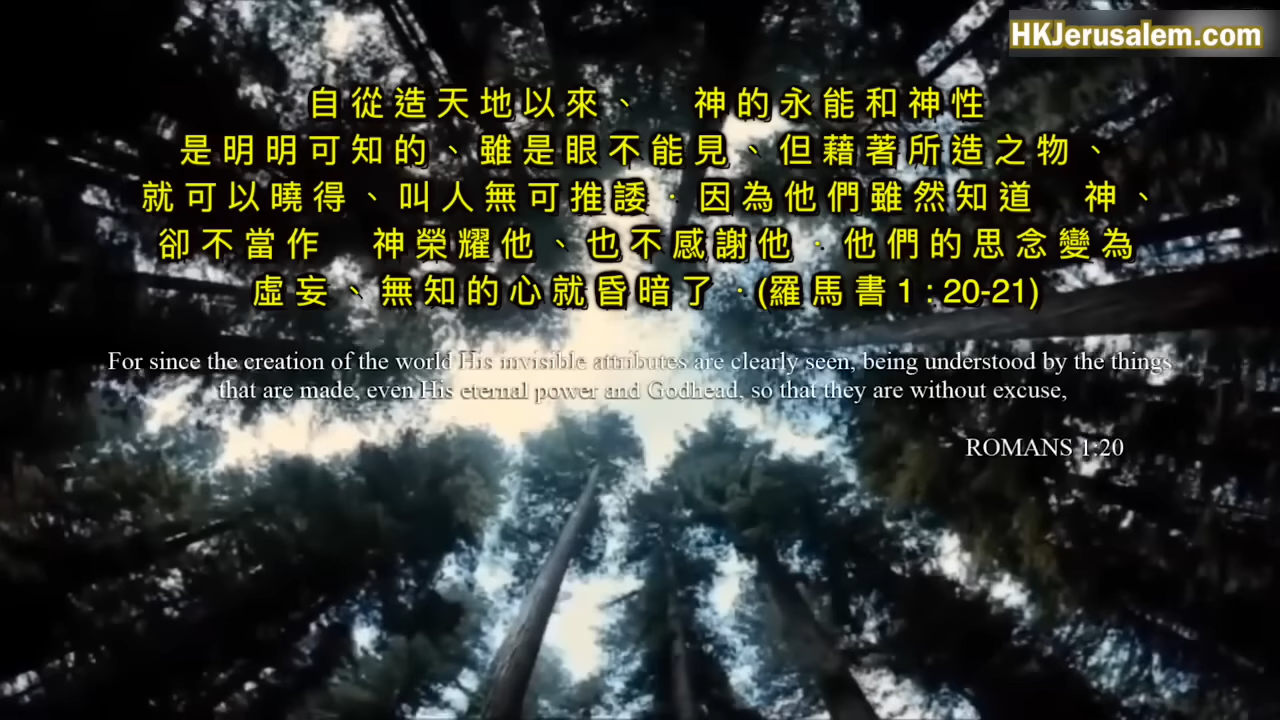 HKJerusalem.com
自從造天地以來、 神的永能和神性
是明明可知的、雖是眼不能見、但藉著所造之物、
就可以曉得、叫人無可推諉．因為他們雖然知道 神、
卻不當作 神榮耀他、也不感謝他．他們的思念變為
虛妄、無知的心就昏暗了．(羅馬書1：20-21)
For since the creation of the world His invisible attributes are clearly seen, being understood by the things
that are made, even His eternal power and Godhead, so that they are without excuse,
ROMANS 1:20